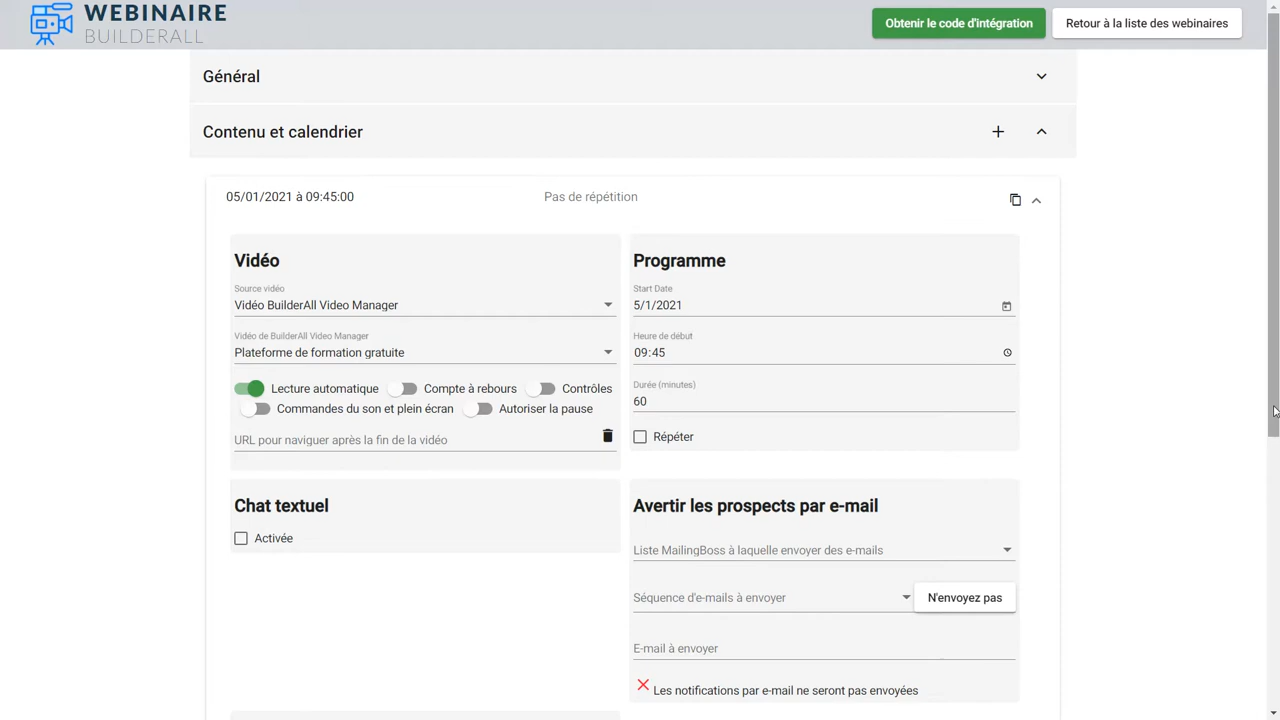 WEBINAIRE
BUILDERALL
Obtenir le code d'intégration
Retour à la liste des webinaires
Général
Contenu et calendrier
05/01/2021 à 09:45:00
Pas de répétition
Vidéo
Source vidéo
Vidéo BuilderAll Video Manager
Vidéo de BuilderAll Video Manager
Plateforme de formation gratuite
Lecture automatique
Compte à rebours
Contrôles
Commandes du son et plein écran
Autoriser la pause
URL pour naviguer après la fin de la vidéo
Programme
Start Date
5/1/2021
Heure de début
09:45
Durée (minutes)
60
Répéter
Chat textuel
Activée
Avertir les prospects par e-mail
Liste MailingBoss à laquelle envoyer des e-mails
Séquence d'e-mails à envoyer
N'envoyez pas
E-mail à envoyer
Les notifications par e-mail ne seront pas envoyées